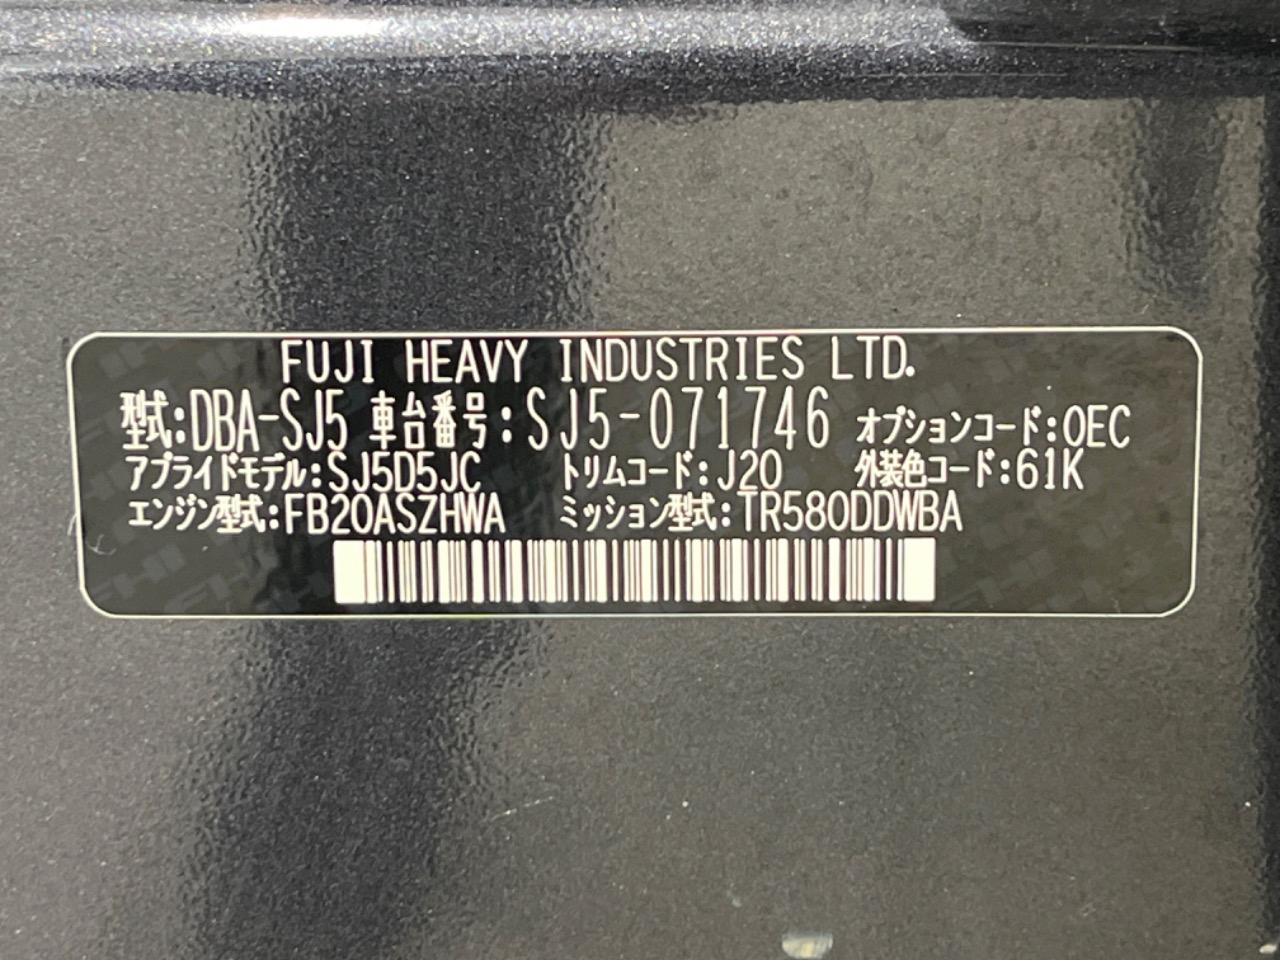 FUJI HEAVY INDUSTRIES LTD.
型式:DBA-SJ5 車台番号:SJ5-071746 オプションコード:OEC
アプライドモデル:SJ5D5JC トリムコード:J20 外装色コード:61K
エンジン型式:FB20ASZHWA ミッション型式:TR580DDWBA